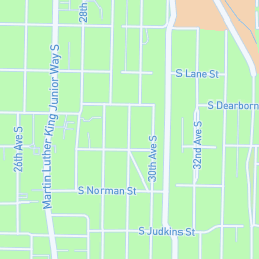 28th
S Lane St
S Dearborn
Martin Luther King Junior Way S
26th Ave S
30th Ave S
32nd Ave S
S Norman St
S Judkins St